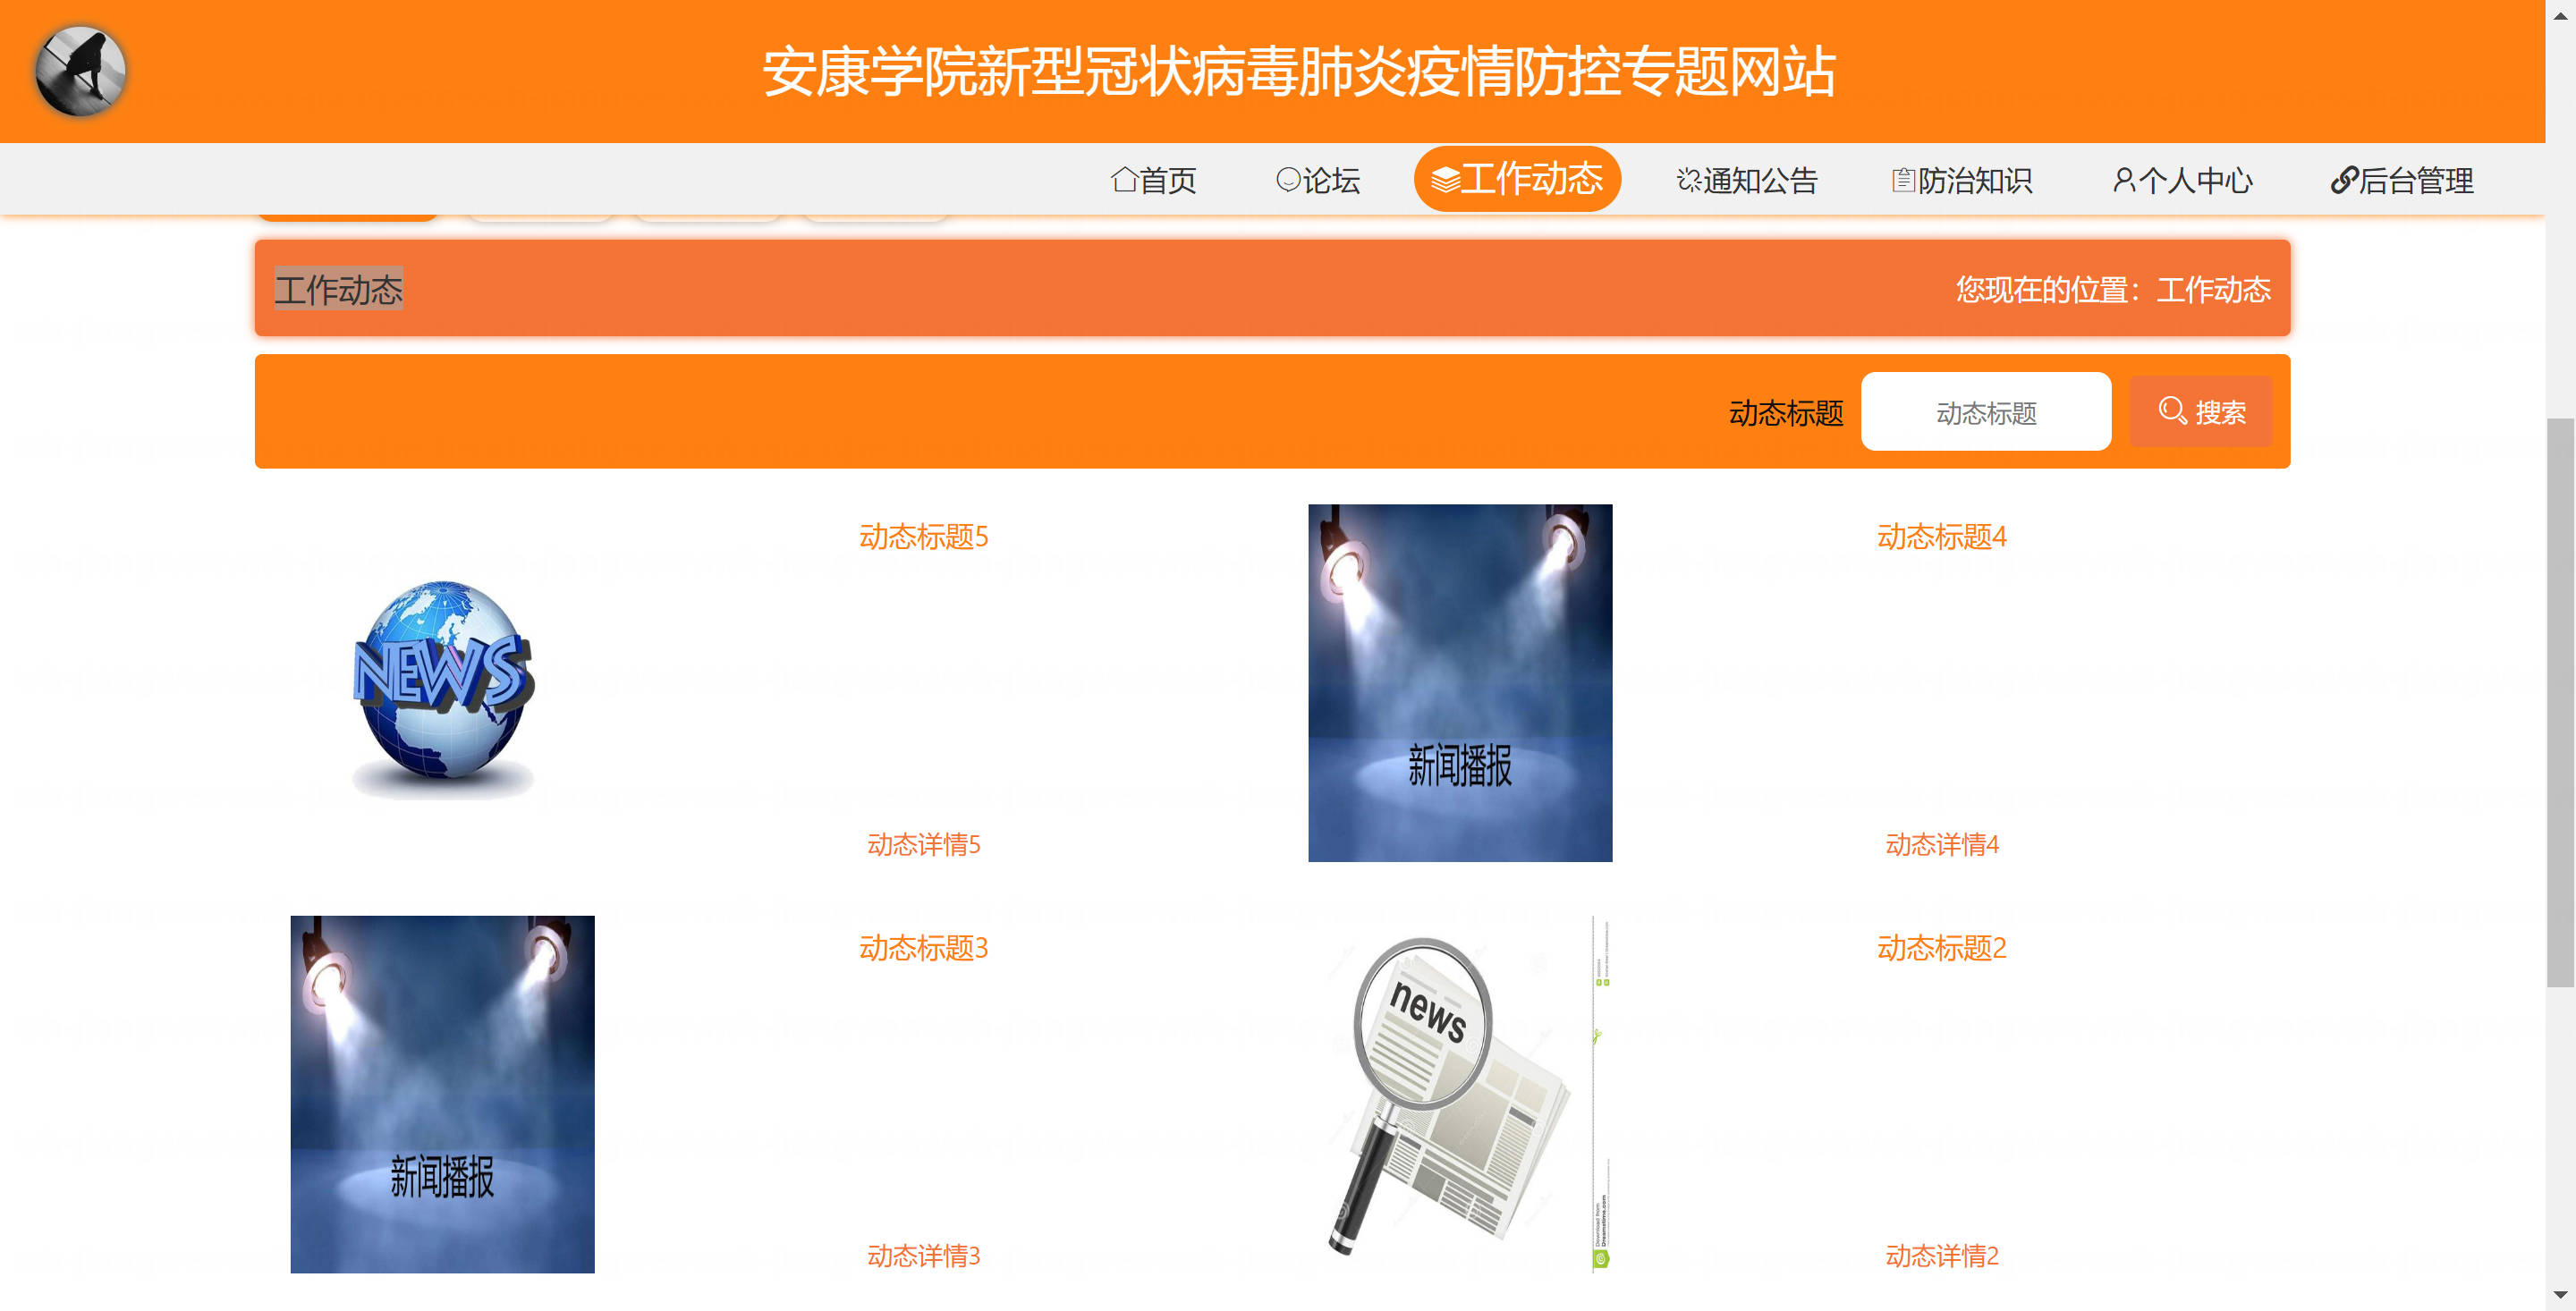 安康学院新型冠状病毒肺炎疫情防控专题网站
首页 论坛 工作动态 通知公告 防治知识 个人中心 后台管理
工作动态 您现在的位置：工作动态
动态标题 动态标题 搜索
动态标题5
NEWS
动态详情5
动态标题4
新闻播报
动态详情4
动态标题3
新闻播报
动态详情3
动态标题2
news
动态详情2